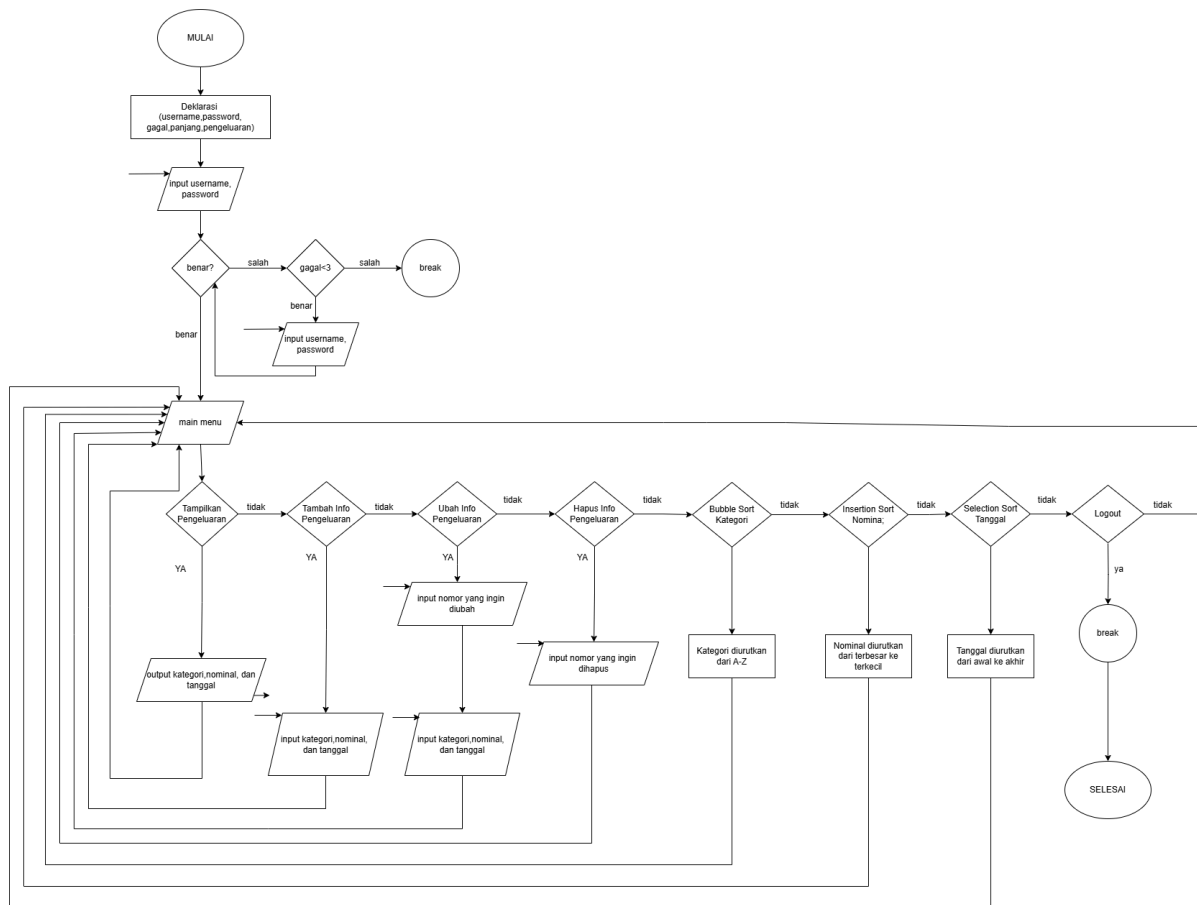 MULAI
Deklarasi
(username,password,
gagal,panjang,pengeluaran)
input username,
password
benar?
salah
gagal<3
salah
break
benar
input username,
password
benar
main menu
Tampilkan
Pengeluaran
tidak
Tambah Info
Pengeluaran
tidak
Ubah Info
Pengeluaran
tidak
Hapus Info
Pengeluaran
tidak
Bubble Sort
Kategori
tidak
Insertion Sort
Nomina;
tidak
Selection Sort
Tanggal
tidak
Logout
tidak
YA
YA
YA
YA
ya
input nomor yang ingin
diubah
break
input nomor yang ingin
dihapus
Kategori diurutkan
dari A-Z
Nominal diurutkan
dari terbesar ke
terkecil
Tanggal diurutkan
dari awal ke akhir
output kategori,nominal, dan
tanggal
input kategori,nominal,
dan tanggal
input kategori,nominal,
dan tanggal
SELESAI